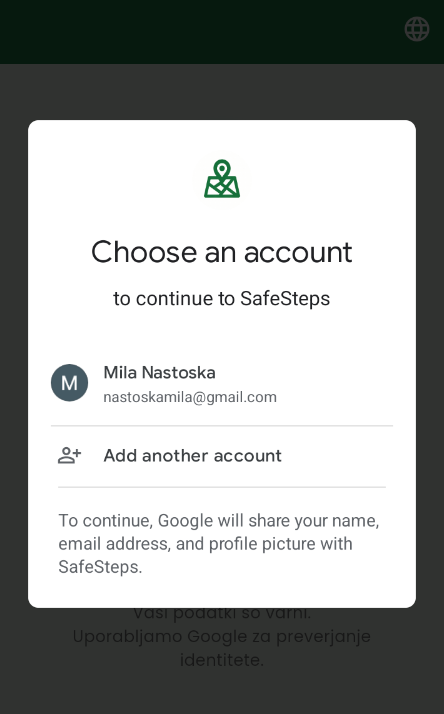 Choose an account
to continue to SafeSteps
M
Mila Nastoska
nastoskamila@gmail.com
Add another account
To continue, Google will share your name,
email address, and profile picture with
SafeSteps.
Vaši podatki so varni.
Uporabljamo Google za preverjanje
identitete.